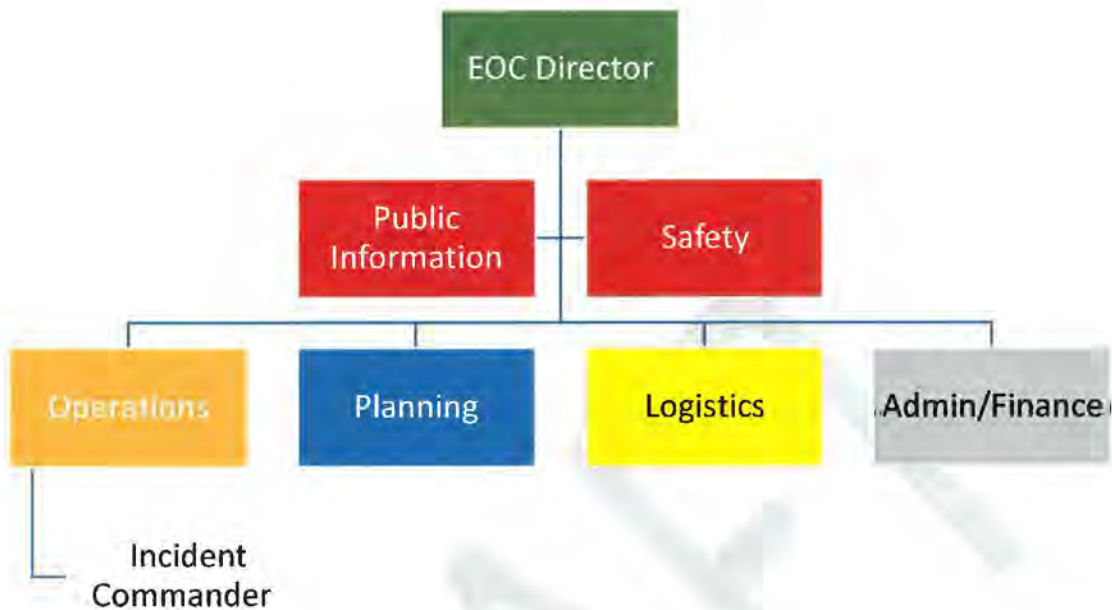 EOC Director
Public
Information
Safety
Operations
Planning
Logistics
Admin/Finance
Incident
Commander